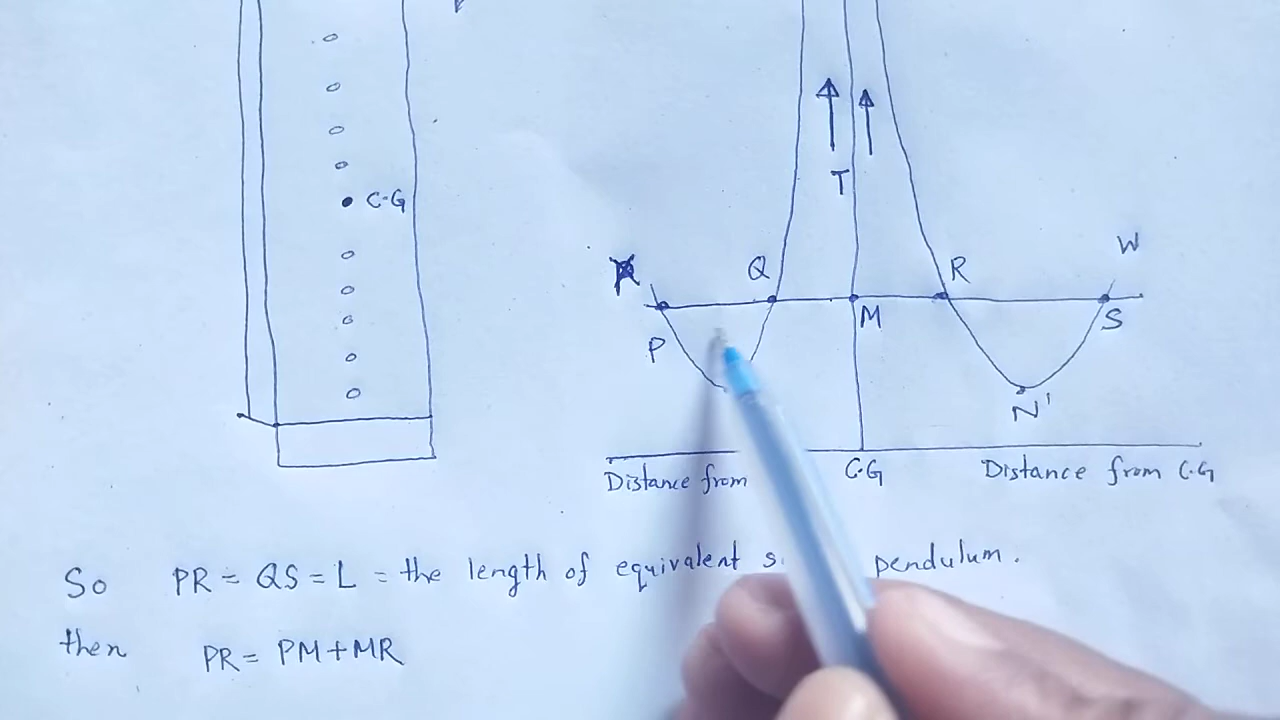 C·G
T
Q
R
W
P
M
S
N'
Distance from
C·G
Distance from C·G
So PR = QS = L = the length of equivalent pendulum.
then PR = PM+MR